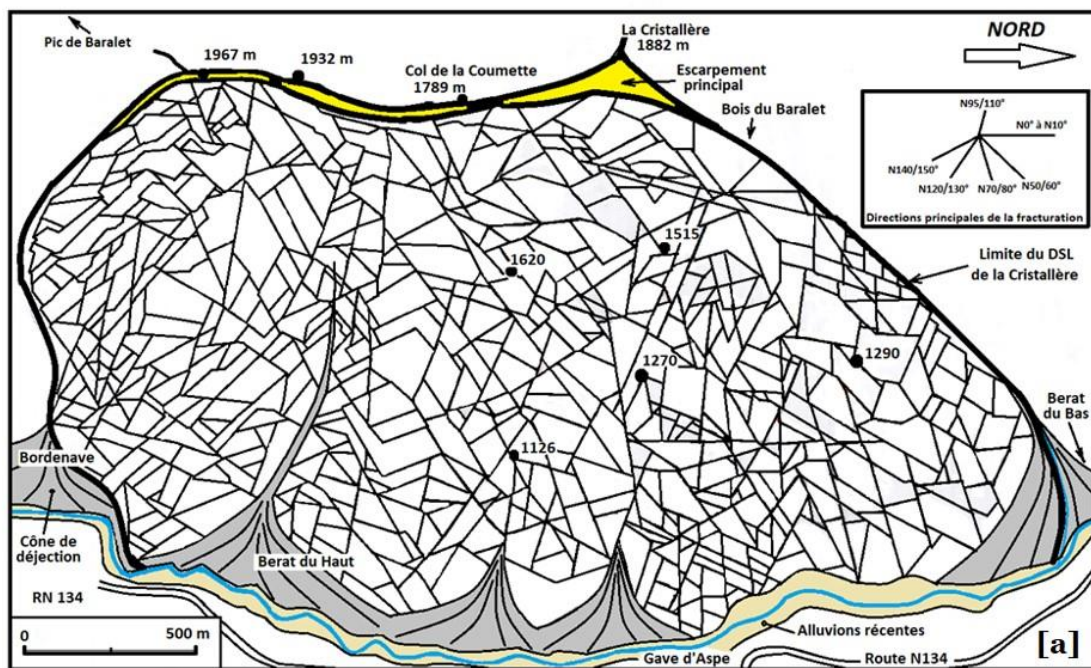 Pic de Baralet
1967 m
1932 m
Col de la Coumette
1789 m
La Cristallère
1882 m
Escarpement
principal
NORD
Bois du Baralet
N95/110°
N0° à N10°
N140/150°
N120/130°
N70/80°
N50/60°
Directions principales de la fracturation
1515
1620
Limite du DSL
de la Cristallère
1270
1290
1126
Berat
du Bas
Bordenave
Cône de
déjection
Berat du Haut
RN 134
0
500 m
Alluvions récentes
Gave d'Aspe
Route N134
[a]